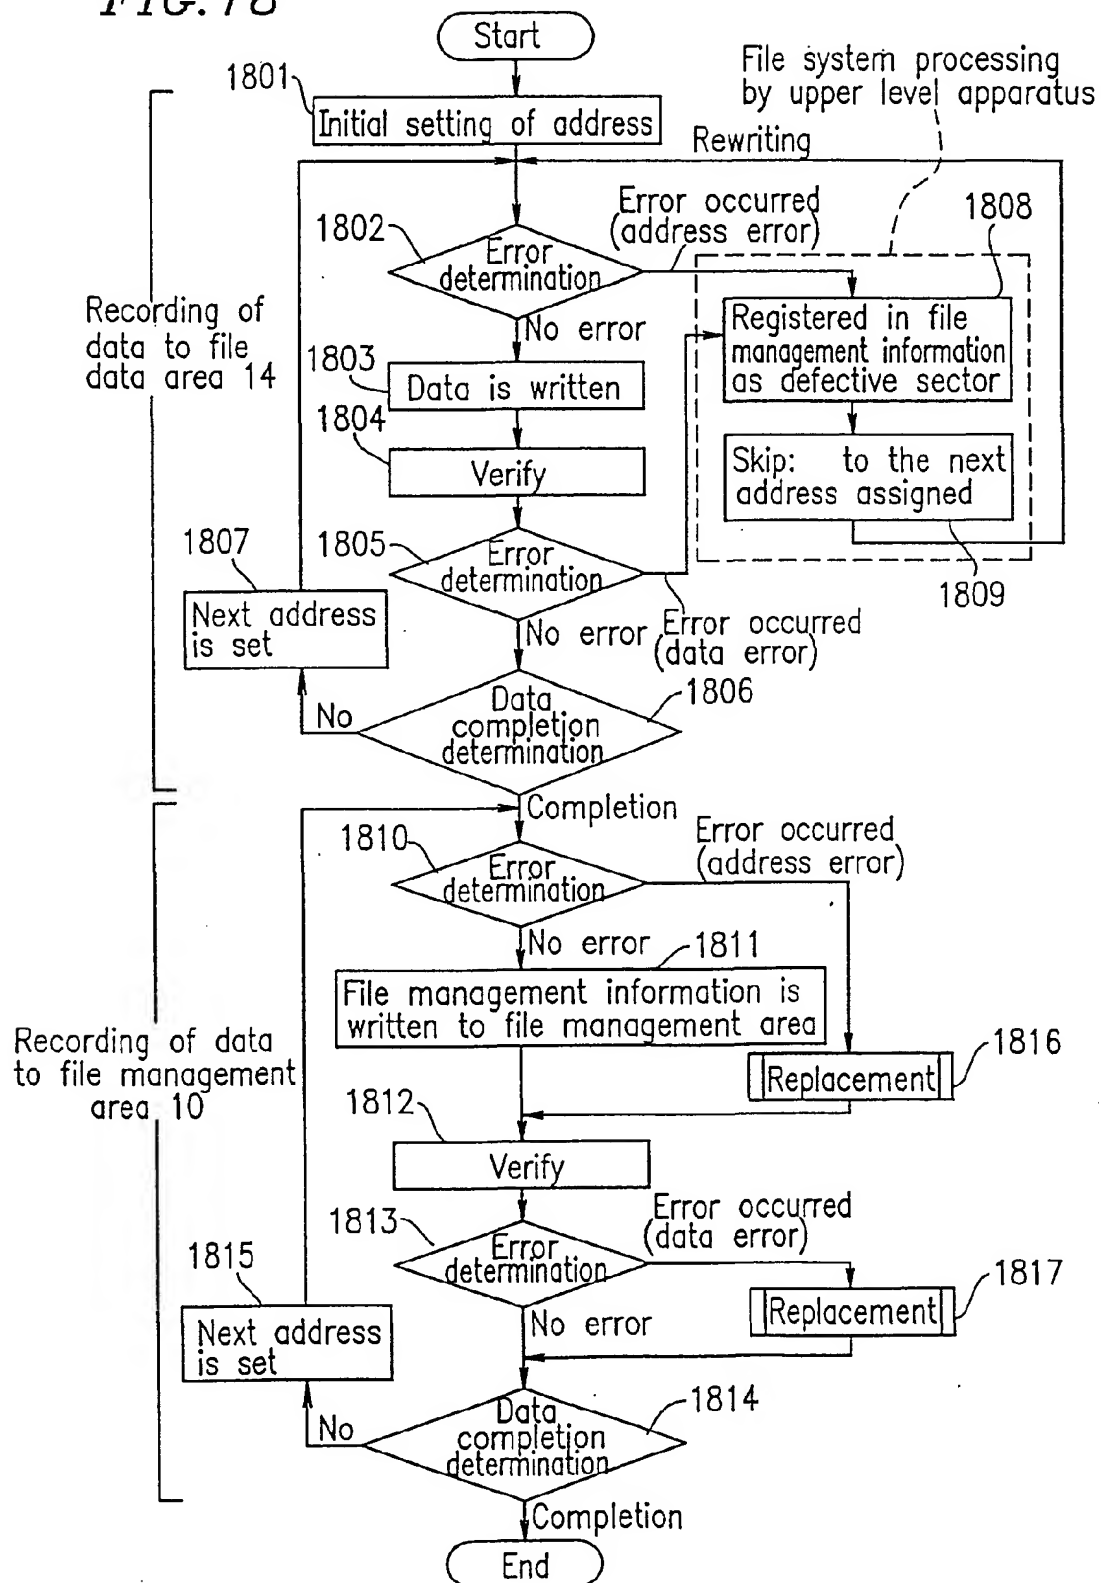 FIG. 18
Start
1801
Initial setting of address
File system processing
by upper level apparatus
Rewriting
Error occurred
(address error)
1808
1802
Error
determination
Recording of
data to file
data area 14
No error
Registered in file
management information
as defective sector
1803
Data is written
1804
Verify
Skip: to the next
address assigned
1807
1805
Error
determination
1809
Next address
is set
No error
Error occurred
(data error)
1806
No
Data
completion
determination
Completion
1810
Error occurred
(address error)
Error
determination
No error
1811
File management information is
written to file management area
Recording of data
to file management
area 10
1816
Replacement
1812
Verify
Error occurred
(data error)
1813
Error
determination
1815
1817
Replacement
Next address
is set
No error
1814
No
Data
completion
determination
Completion
End